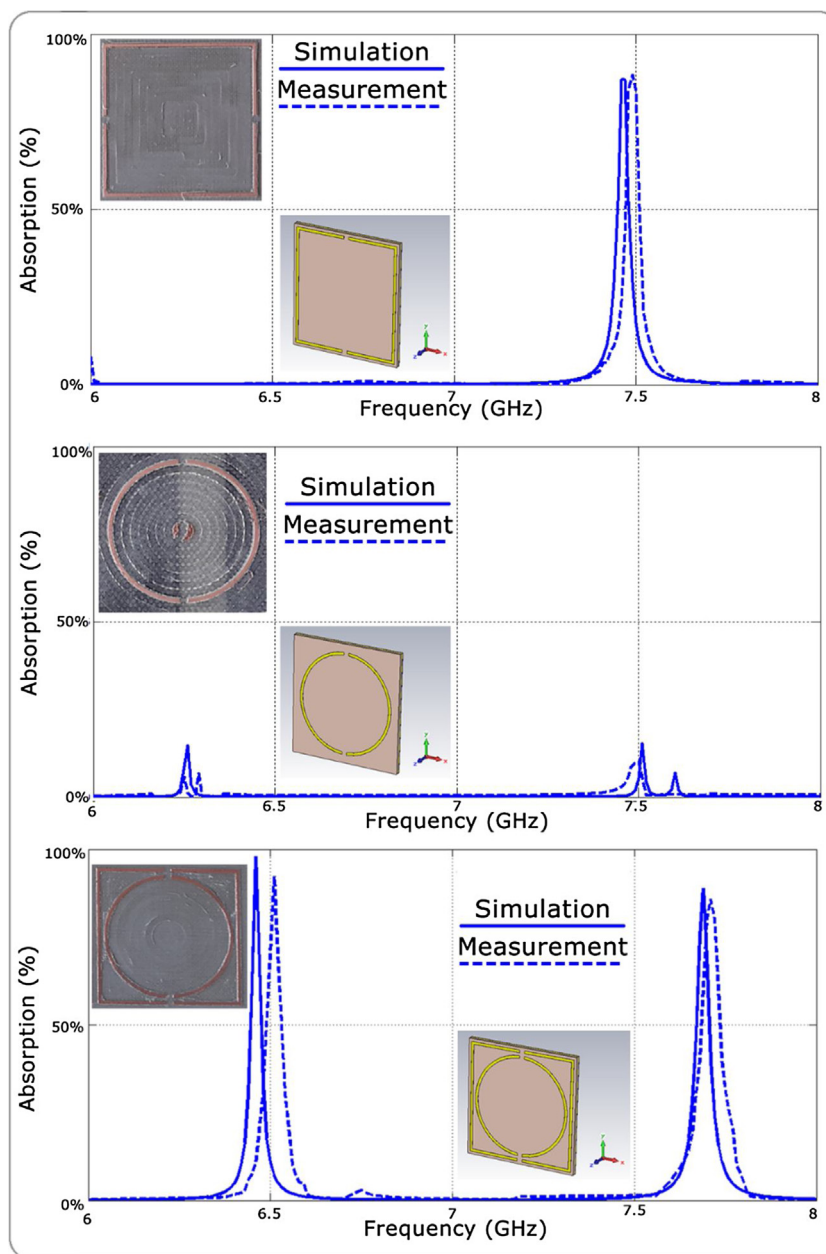 100%
Simulation
Measurement
Absorption (%)
50%
0%
6
6.5
7
7.5
8
Frequency (GHz)
100%
Simulation
Measurement
Absorption (%)
50%
0%
6
6.5
7
7.5
8
Frequency (GHz)
100%
Simulation
Measurement
Absorption (%)
50%
0%
6
6.5
7
7.5
8
Frequency (GHz)